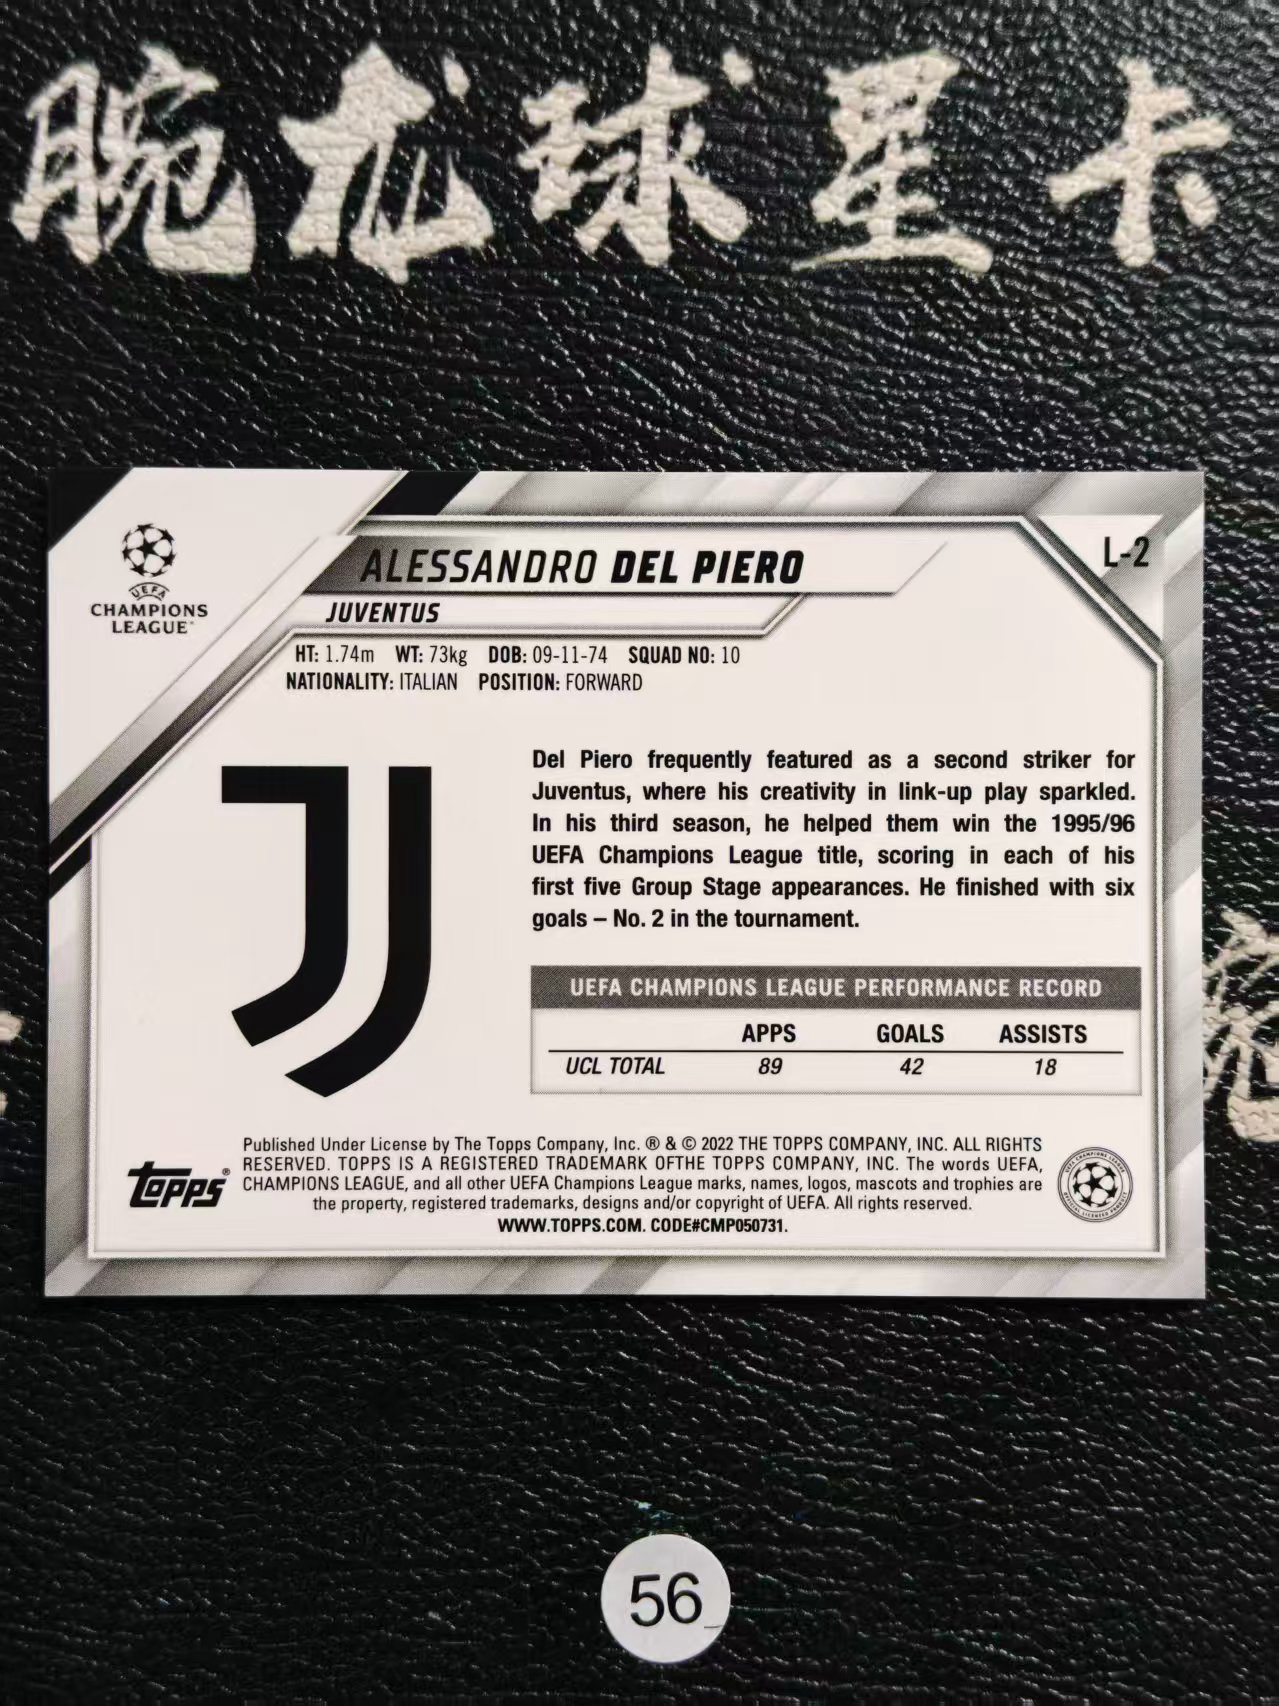 腕龙球星卡
L-2
ALESSANDRO DEL PIERO
JUVENTUS
UEFA
CHAMPIONS
LEAGUE
HT: 1.74m WT: 73kg DOB: 09-11-74 SQUAD NO: 10
NATIONALITY: ITALIAN POSITION: FORWARD
Del Piero frequently featured as a second striker for
Juventus, where his creativity in link-up play sparkled.
In his third season, he helped them win the 1995/96
UEFA Champions League title, scoring in each of his
first five Group Stage appearances. He finished with six
goals – No. 2 in the tournament.
UEFA CHAMPIONS LEAGUE PERFORMANCE RECORD
APPS GOALS ASSISTS
UCL TOTAL 89 42 18
Topps®
Published Under License by The Topps Company, Inc. ® & © 2022 THE TOPPS COMPANY, INC. ALL RIGHTS
RESERVED. TOPPS IS A REGISTERED TRADEMARK OFTHE TOPPS COMPANY, INC. The words UEFA,
CHAMPIONS LEAGUE, and all other UEFA Champions League marks, names, logos, mascots and trophies are
the property, registered trademarks, designs and/or copyright of UEFA. All rights reserved.
WWW.TOPPS.COM. CODE#CMP050731.
56